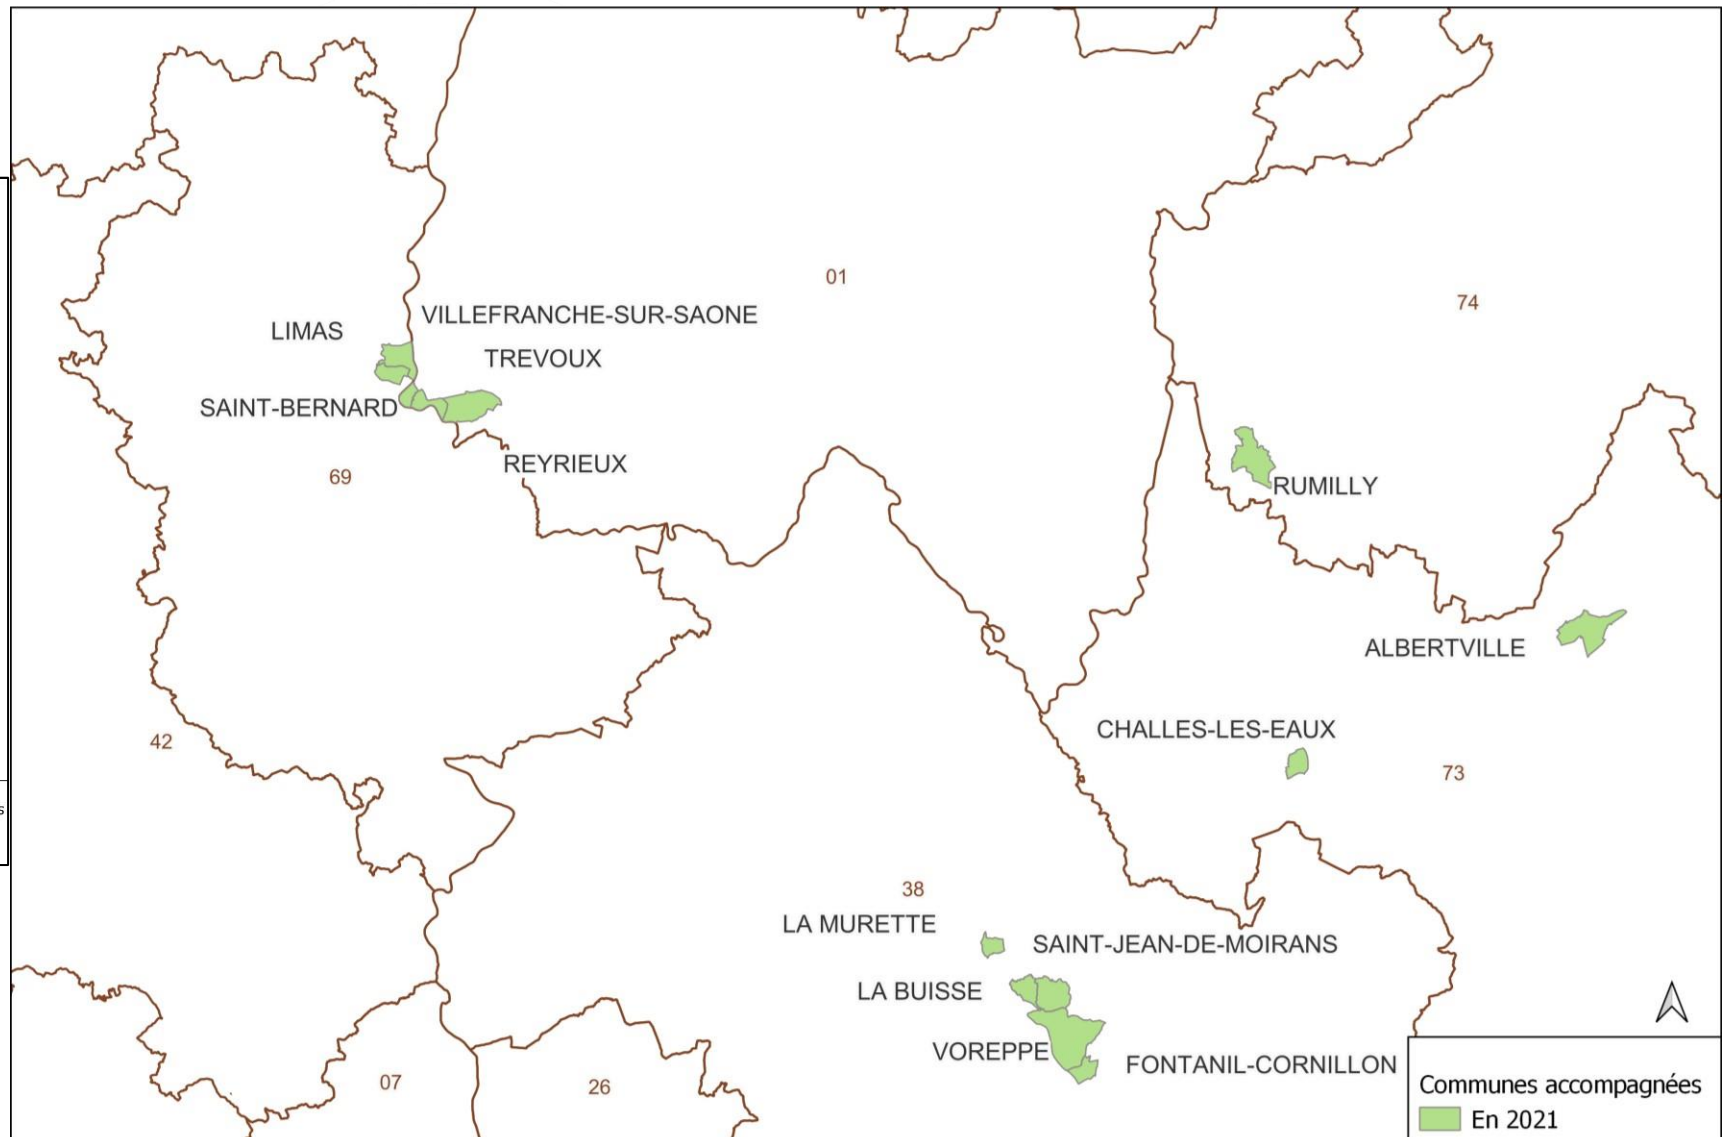 01
74
VILLEFRANCHE-SUR-SAONE
LIMAS
TREVOUX
SAINT-BERNARD
REYRIEUX
69
RUMILLY
ALBERTVILLE
CHALLES-LES-EAUX
42
73
38
LA MURETTE
SAINT-JEAN-DE-MOIRANS
LA BUISSE
VOREPPE
FONTANIL-CORNILLON
07
26
Communes accompagnées
En 2021